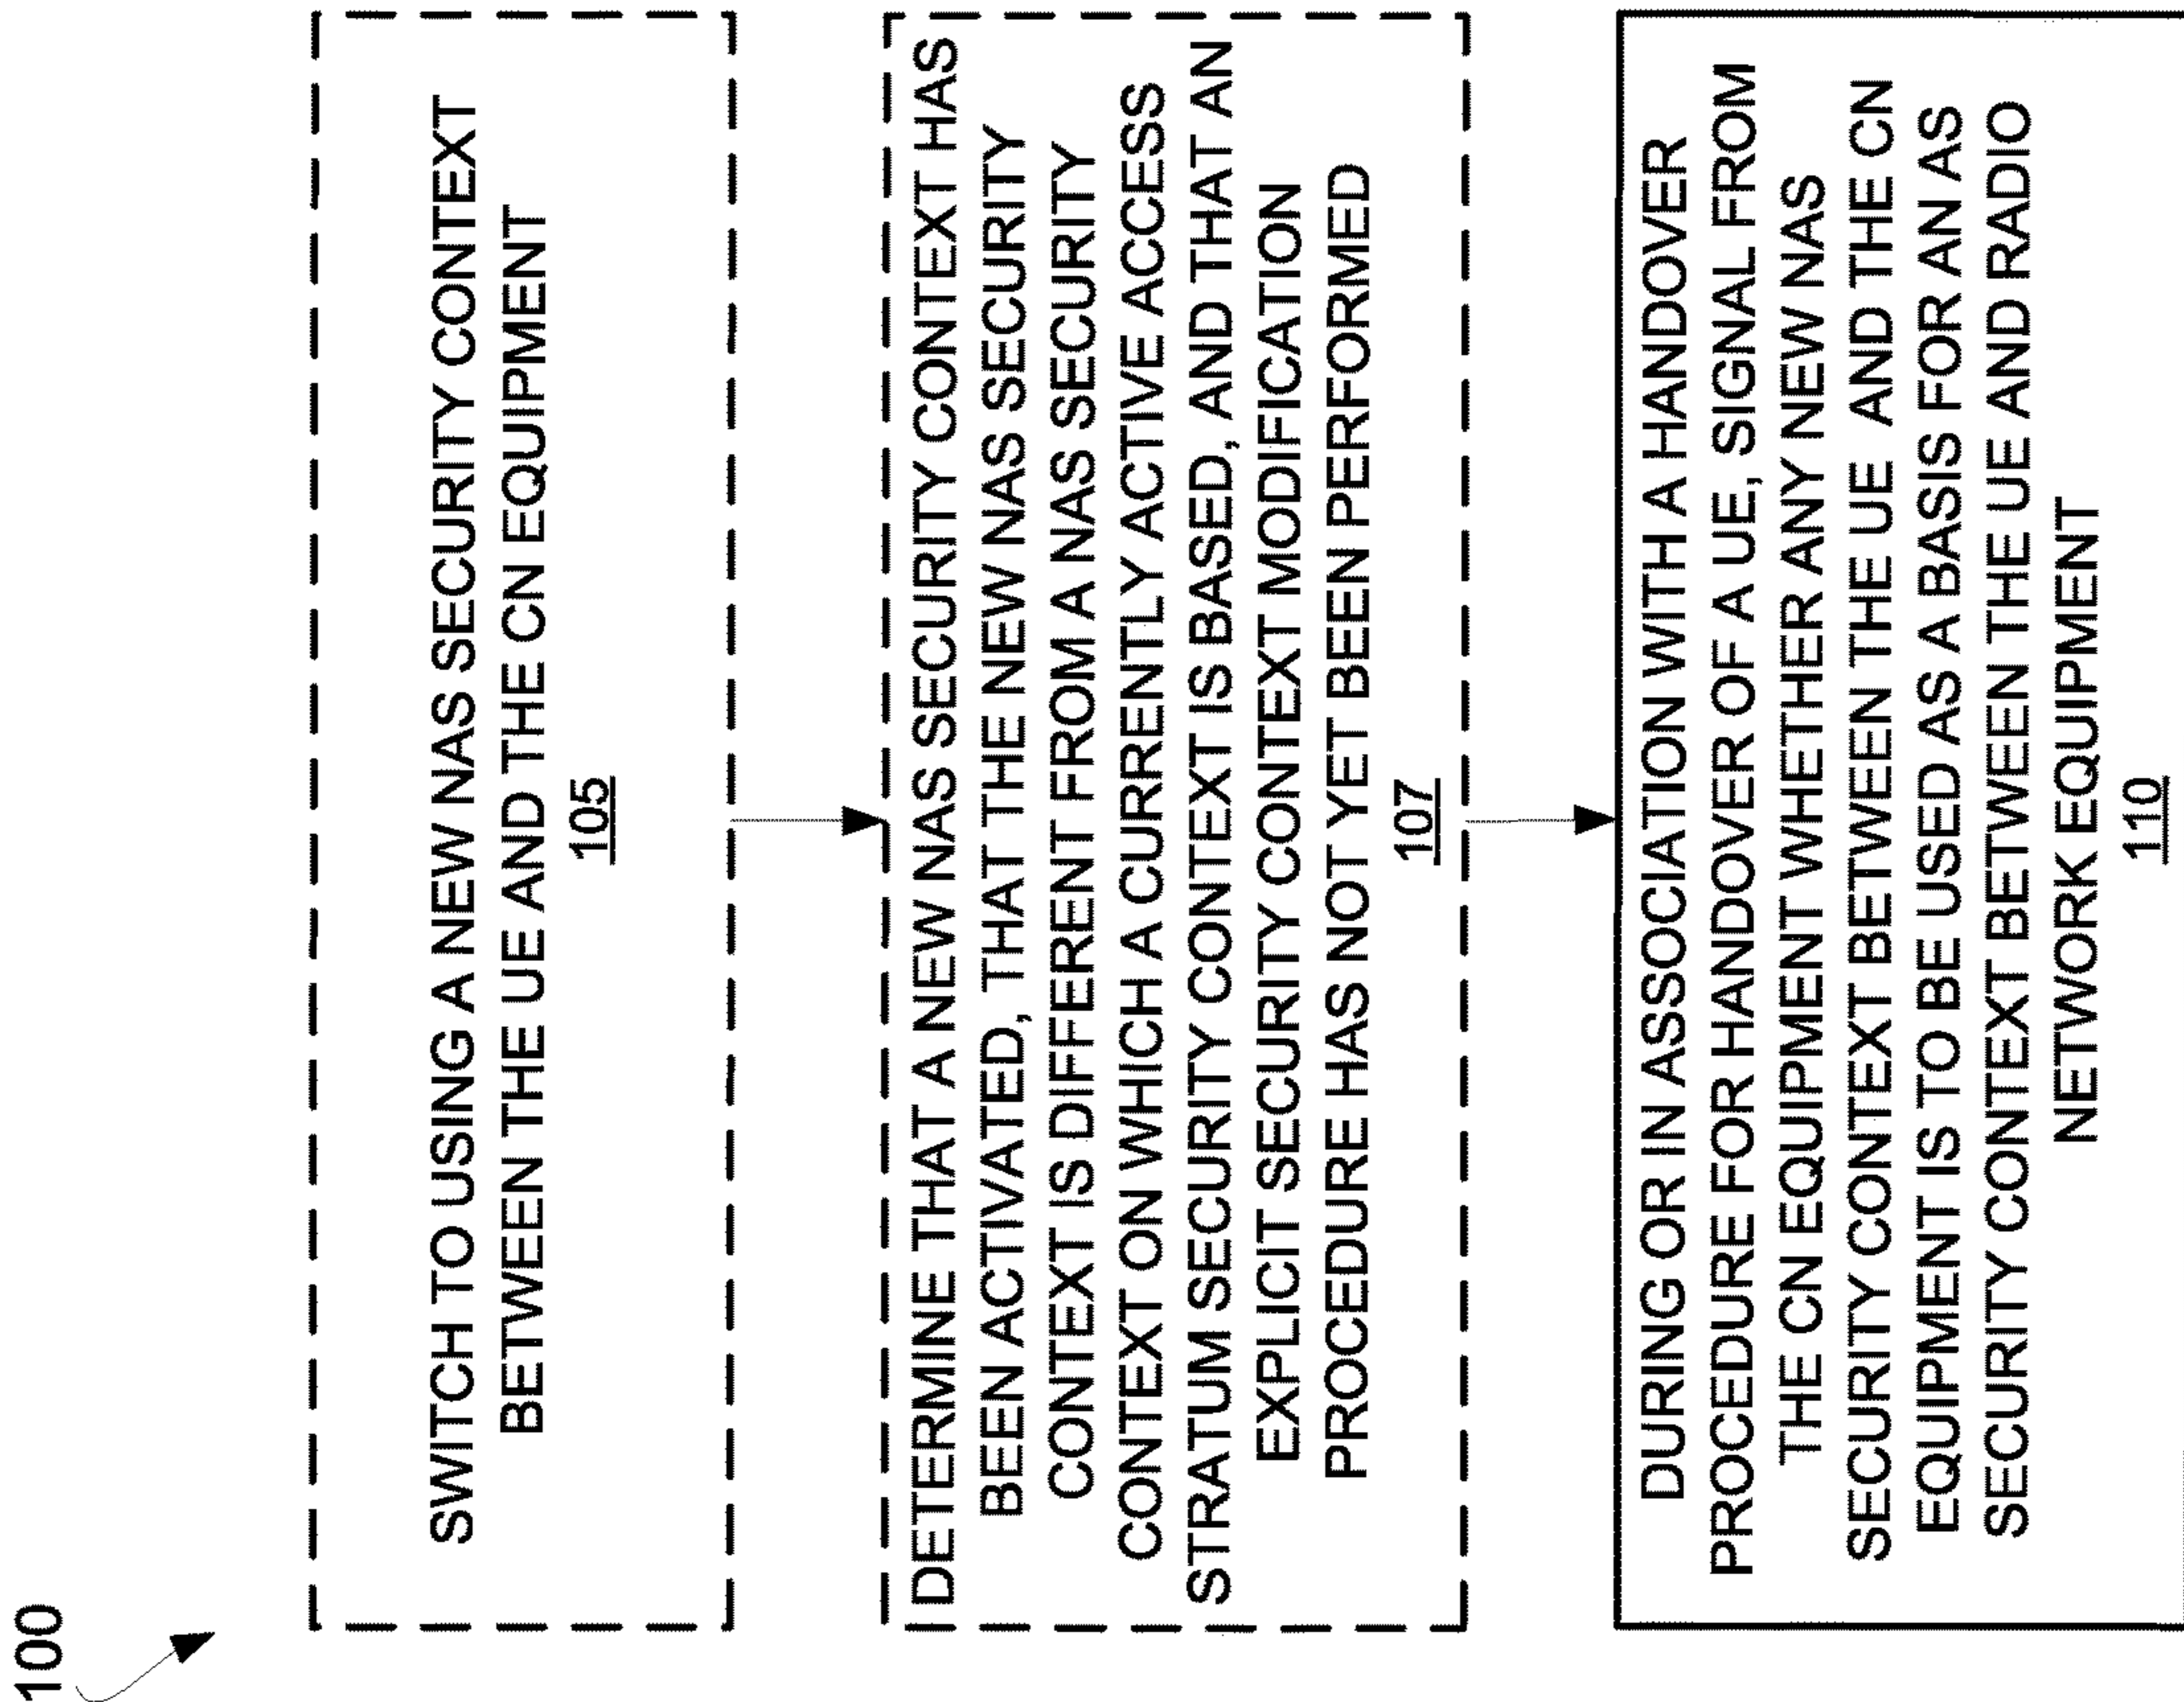 100
SWITCH TO USING A NEW NAS SECURITY CONTEXT
BETWEEN THE UE AND THE CN EQUIPMENT
105
DETERMINE THAT A NEW NAS SECURITY CONTEXT HAS
BEEN ACTIVATED, THAT THE NEW NAS SECURITY
CONTEXT IS DIFFERENT FROM A NAS SECURITY
CONTEXT ON WHICH A CURRENTLY ACTIVE ACCESS
STRATUM SECURITY CONTEXT IS BASED, AND THAT AN
EXPLICIT SECURITY CONTEXT MODIFICATION
PROCEDURE HAS NOT YET BEEN PERFORMED
107
DURING OR IN ASSOCIATION WITH A HANDOVER
PROCEDURE FOR HANDOVER OF A UE, SIGNAL FROM
THE CN EQUIPMENT WHETHER ANY NEW NAS
SECURITY CONTEXT BETWEEN THE UE AND THE CN
EQUIPMENT IS TO BE USED AS A BASIS FOR AN AS
SECURITY CONTEXT BETWEEN THE UE AND RADIO
NETWORK EQUIPMENT
110